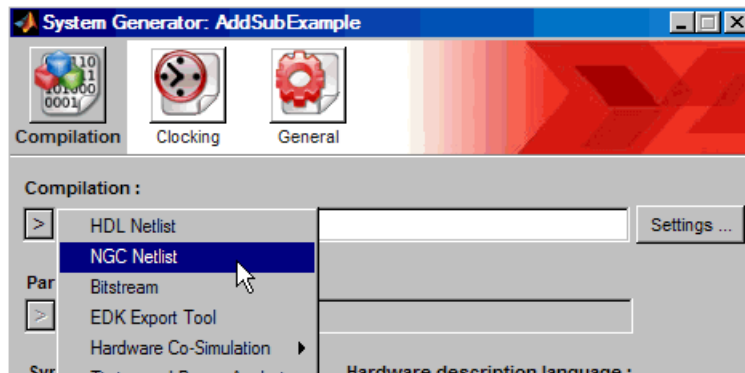 System Generator: AddSubExample
Compilation Clocking General
Compilation :
> Settings ...
HDL Netlist
NGC Netlist
Par
Bitstream
>
EDK Export Tool
Hardware Co-Simulation
Hardware description language :